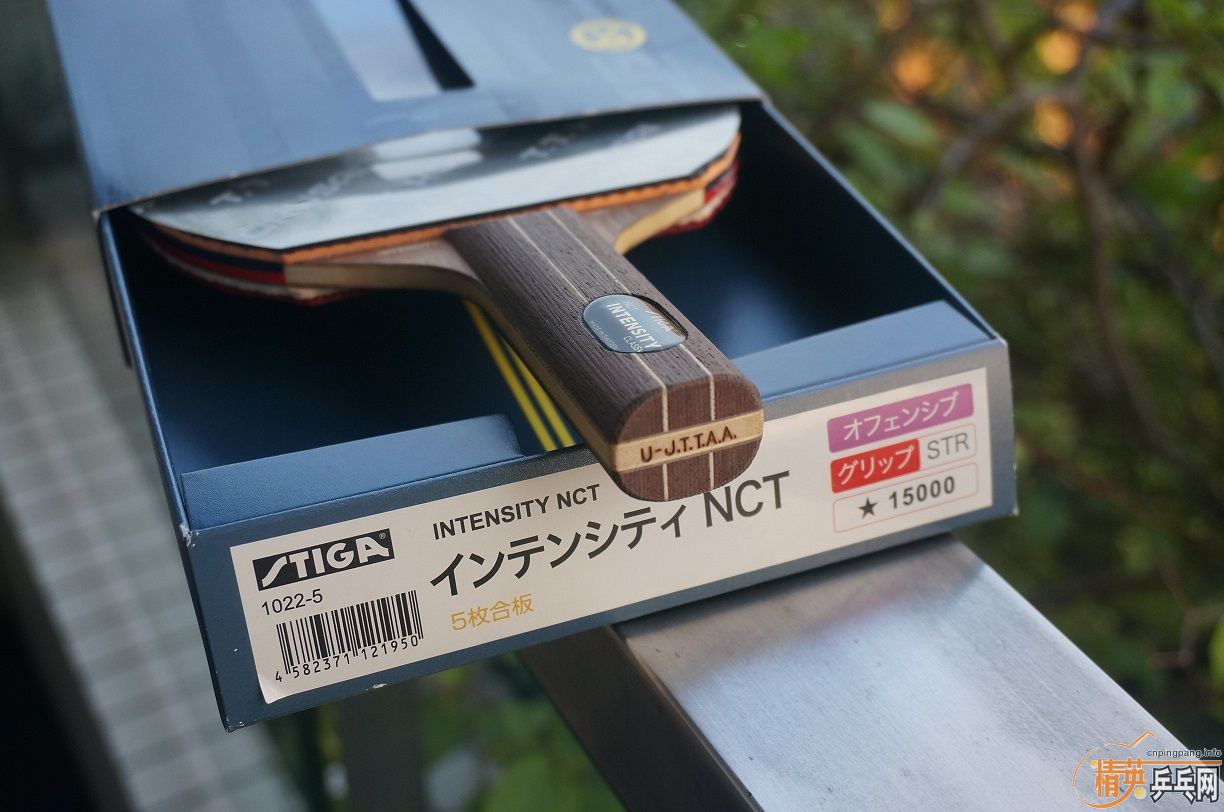 STIGA
INTENSITY
CLASSIC
U-J.T.T.A.A.
オフェンシブ
グリップ STR
★ 15000
STIGA®
INTENSITY NCT
インテンシティ NCT
1022-5
5枚合板
4 582371 121950
cnpingpang.info
精英乒乓网